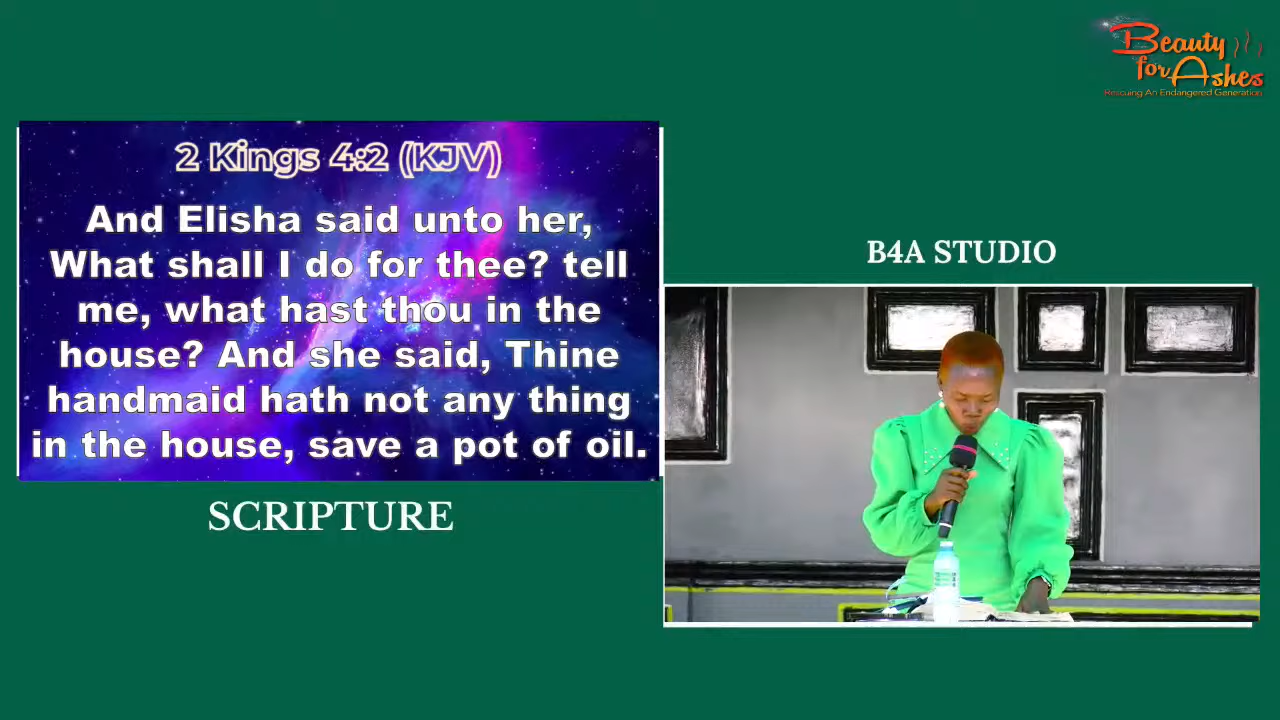 Beauty
for Ashes
Rescuing An Endangered Generation
2 Kings 4:2 (KJV)
And Elisha said unto her,
What shall I do for thee? tell
me, what hast thou in the
house? And she said, Thine
handmaid hath not any thing
in the house, save a pot of oil.
SCRIPTURE
B4A STUDIO